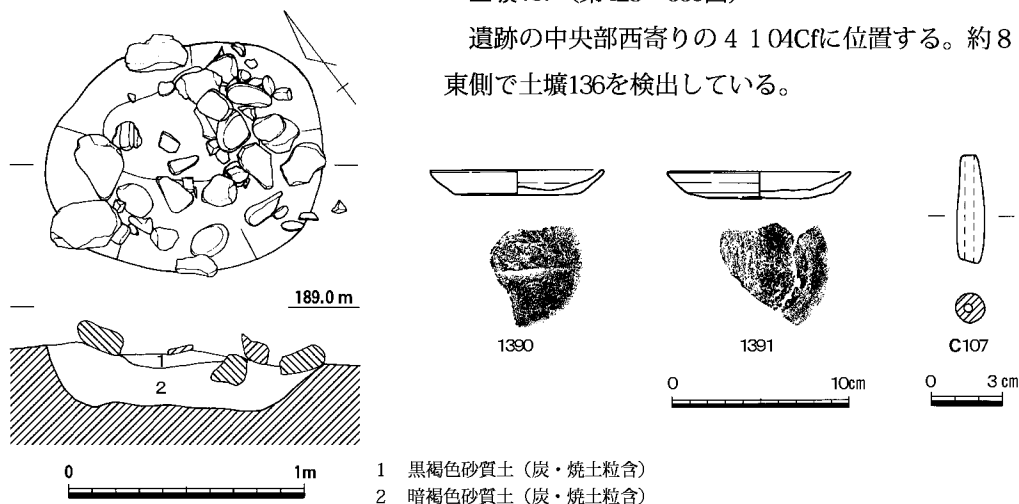 遺跡の中央部西寄りの 4 1 04Cfに位置する。約 8
東側で土壙136を検出している。
189.0 m
1
2
1390
1391
C107
0 10cm
0 3 cm
0 1m
1 黒褐色砂質土（炭・焼土粒含）
2 暗褐色砂質土（炭・焼土粒含）